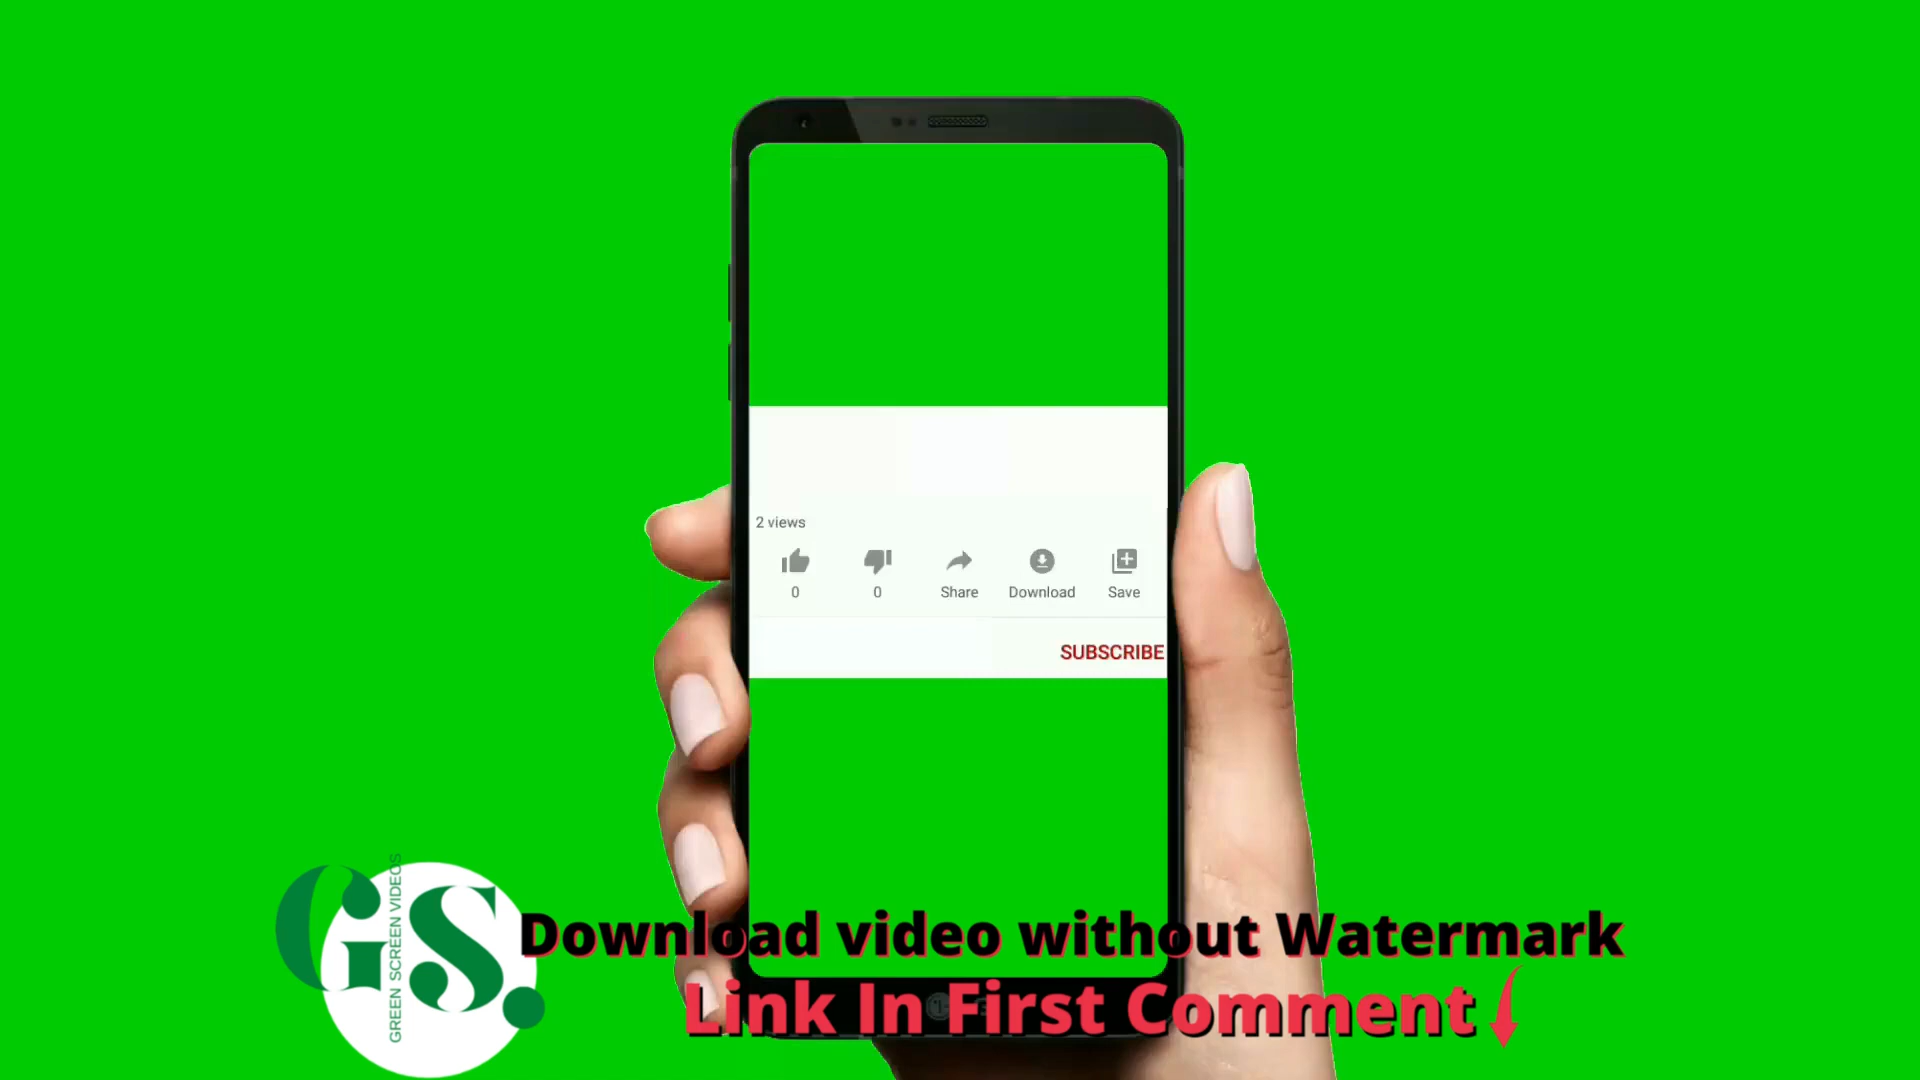 2 views
0
0
Share
Download
Save
SUBSCRIBE
GS.
GREEN SCREEN VIDEOS
Download video without Watermark
Link In First Comment